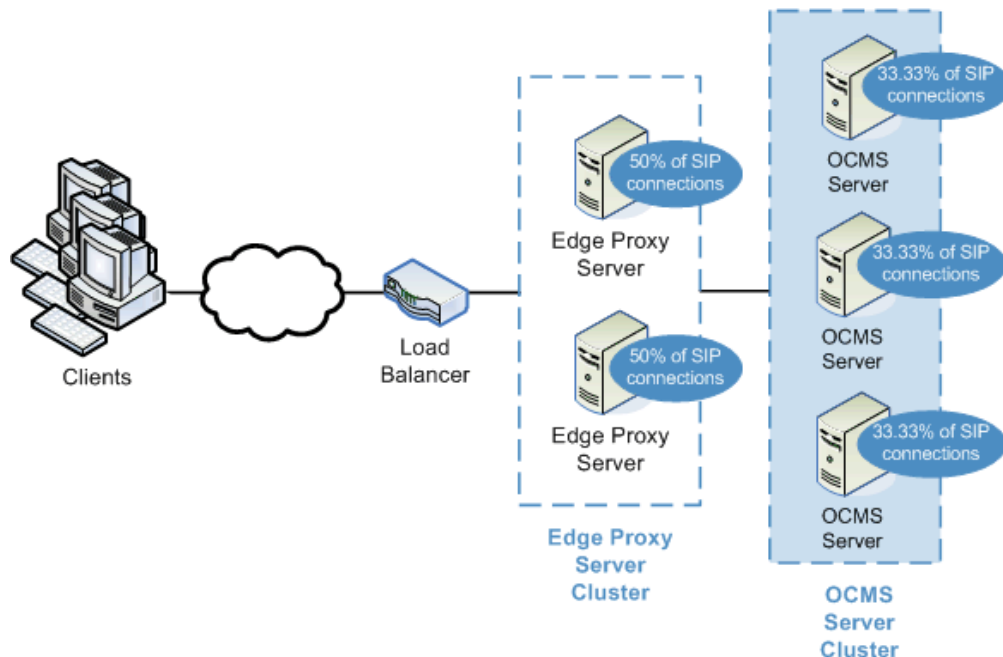 Clients
Load
Balancer
50% of SIP
connections
Edge Proxy
Server
50% of SIP
connections
Edge Proxy
Server
Edge Proxy
Server
Cluster
33.33% of SIP
connections
OCMS
Server
33.33% of SIP
connections
OCMS
Server
33.33% of SIP
connections
OCMS
Server
OCMS
Server
Cluster